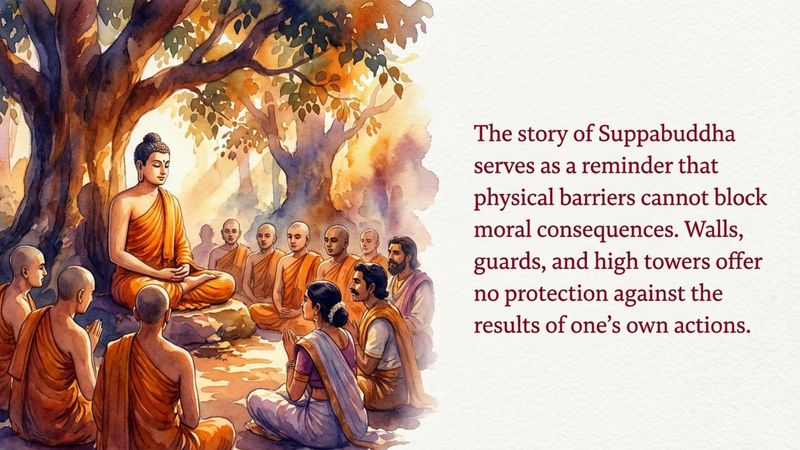 The story of Suppabuddha
serves as a reminder that
physical barriers cannot block
moral consequences. Walls,
guards, and high towers offer
no protection against the
results of one’s own actions.